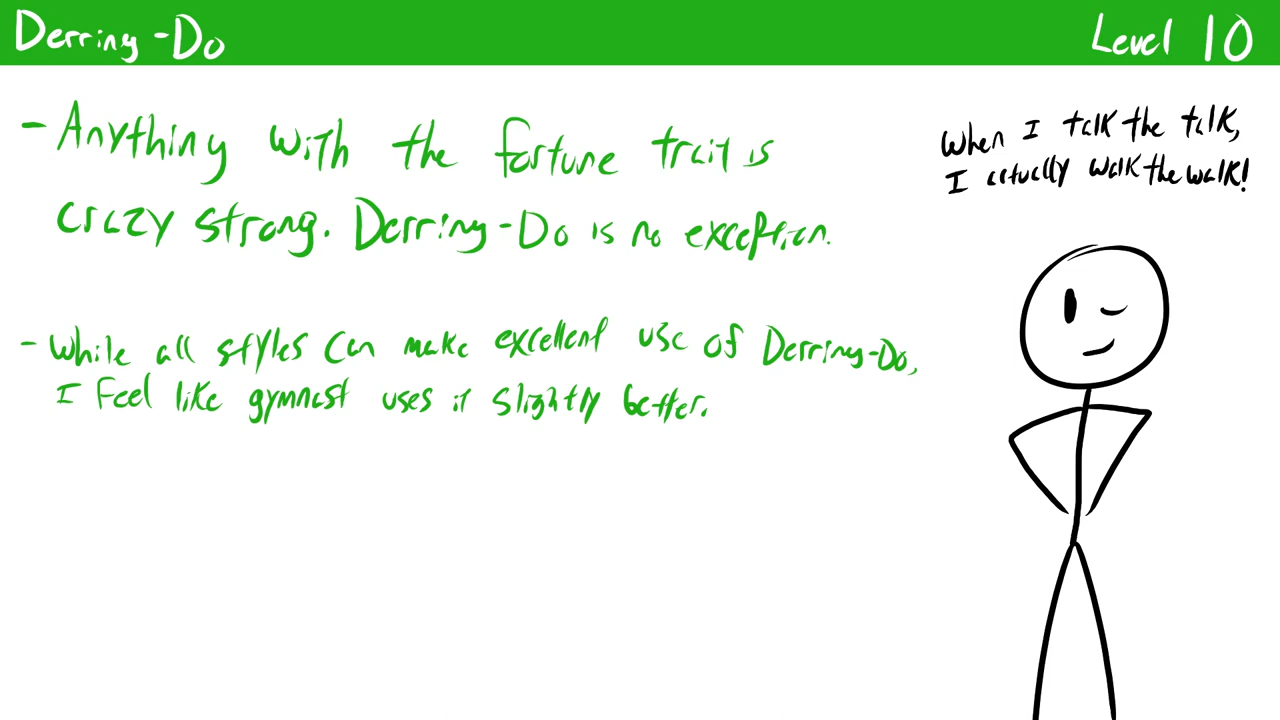 Derring-Do
Level 10
- Anything with the fortune trait is
crazy strong. Derring-Do is no exception.
- While all styles can make excellent use of Derring-Do,
I feel like gymnast uses it slightly better.
When I talk the talk,
I actually walk the walk!